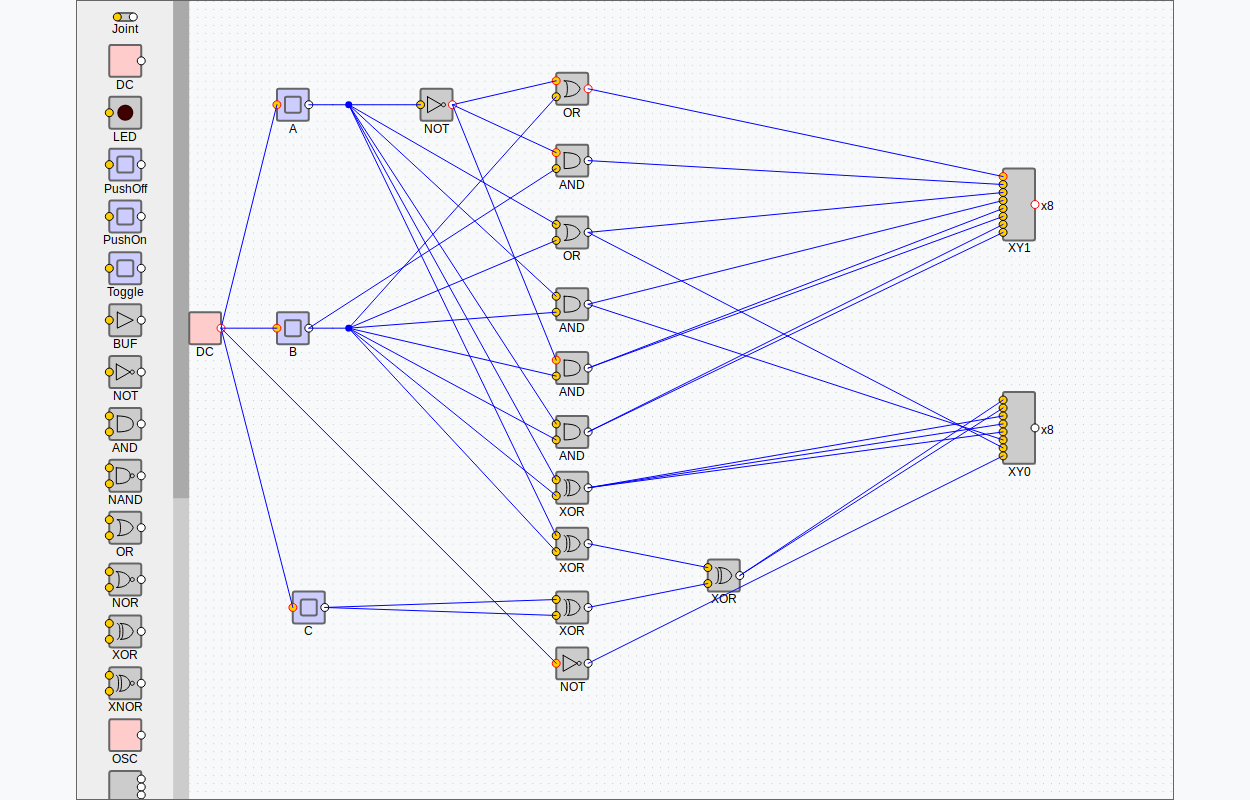 Joint
DC
LED
PushOff
PushOn
Toggle
BUF
NOT
AND
NAND
OR
NOR
XOR
XNOR
OSC
DC
A
B
C
NOT
OR
AND
OR
AND
AND
AND
XOR
XOR
XOR
NOT
XOR
x8
XY1
x8
XY0